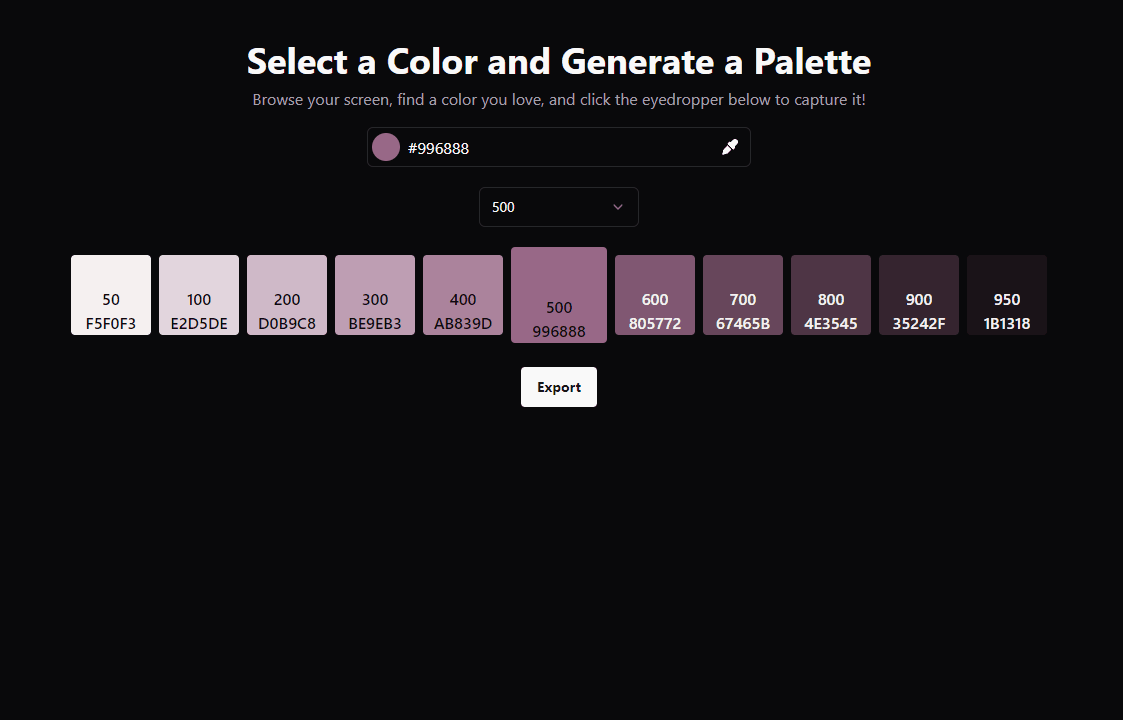 Select a Color and Generate a Palette
Browse your screen, find a color you love, and click the eyedropper below to capture it!
#996888
500
50
F5F0F3
100
E2D5DE
200
D0B9C8
300
BE9EB3
400
AB839D
500
996888
600
805772
700
67465B
800
4E3545
900
35242F
950
1B1318
Export